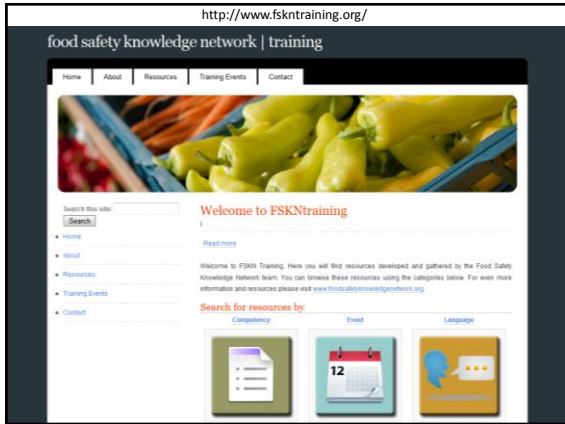 http://www.fskntraining.org/
food safety knowledge network | training
Home About Resources Training Events Contact
Search this site:
Search
Home
About
Resources
Training Events
Contact
Welcome to FSKNtraining
|
Read more
Welcome to FSKN Training. Here you will find resources developed and gathered by the Food Safety
Knowledge Network team. You can browse these resources using the categories below. For even more
information and resources please visit www.foodsafetyknowledgenetwork.org.
Search for resources by
Competency Event Language
12